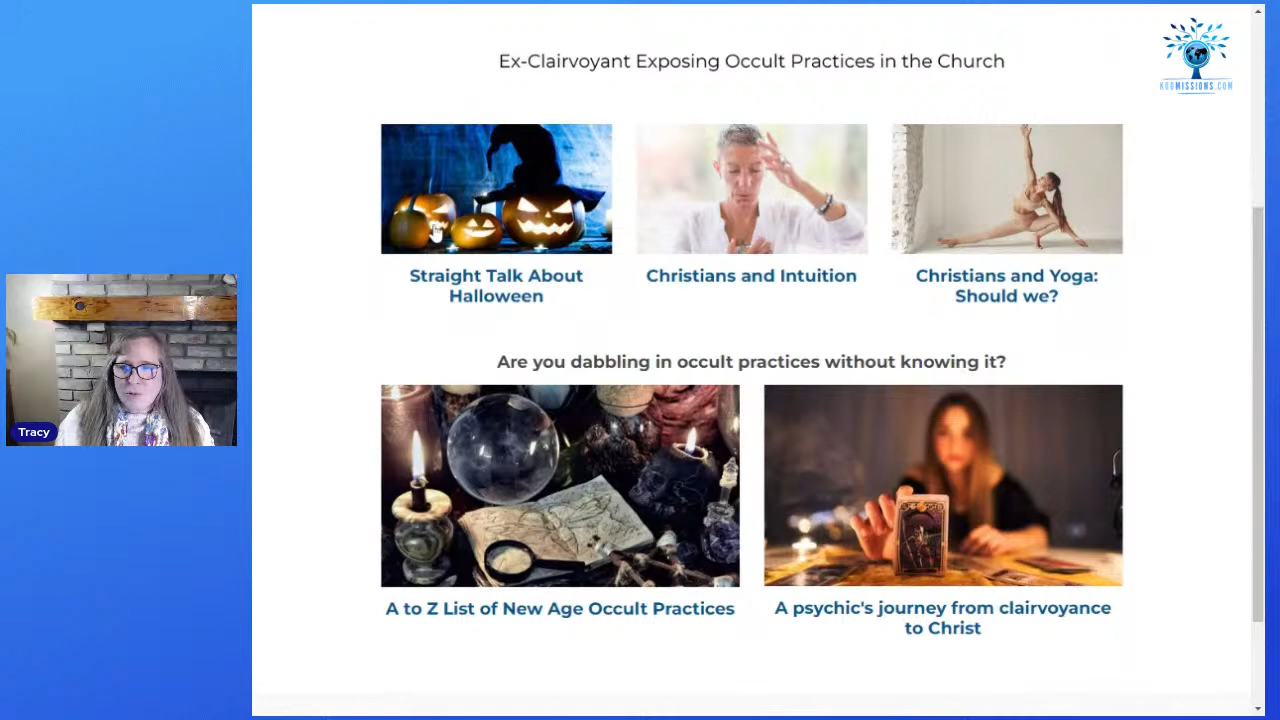 KOGMISSIONS.COM
Ex-Clairvoyant Exposing Occult Practices in the Church
Straight Talk About
Halloween
Christians and Intuition
Christians and Yoga:
Should we?
Tracy
Are you dabbling in occult practices without knowing it?
A to Z List of New Age Occult Practices
A psychic's journey from clairvoyance
to Christ